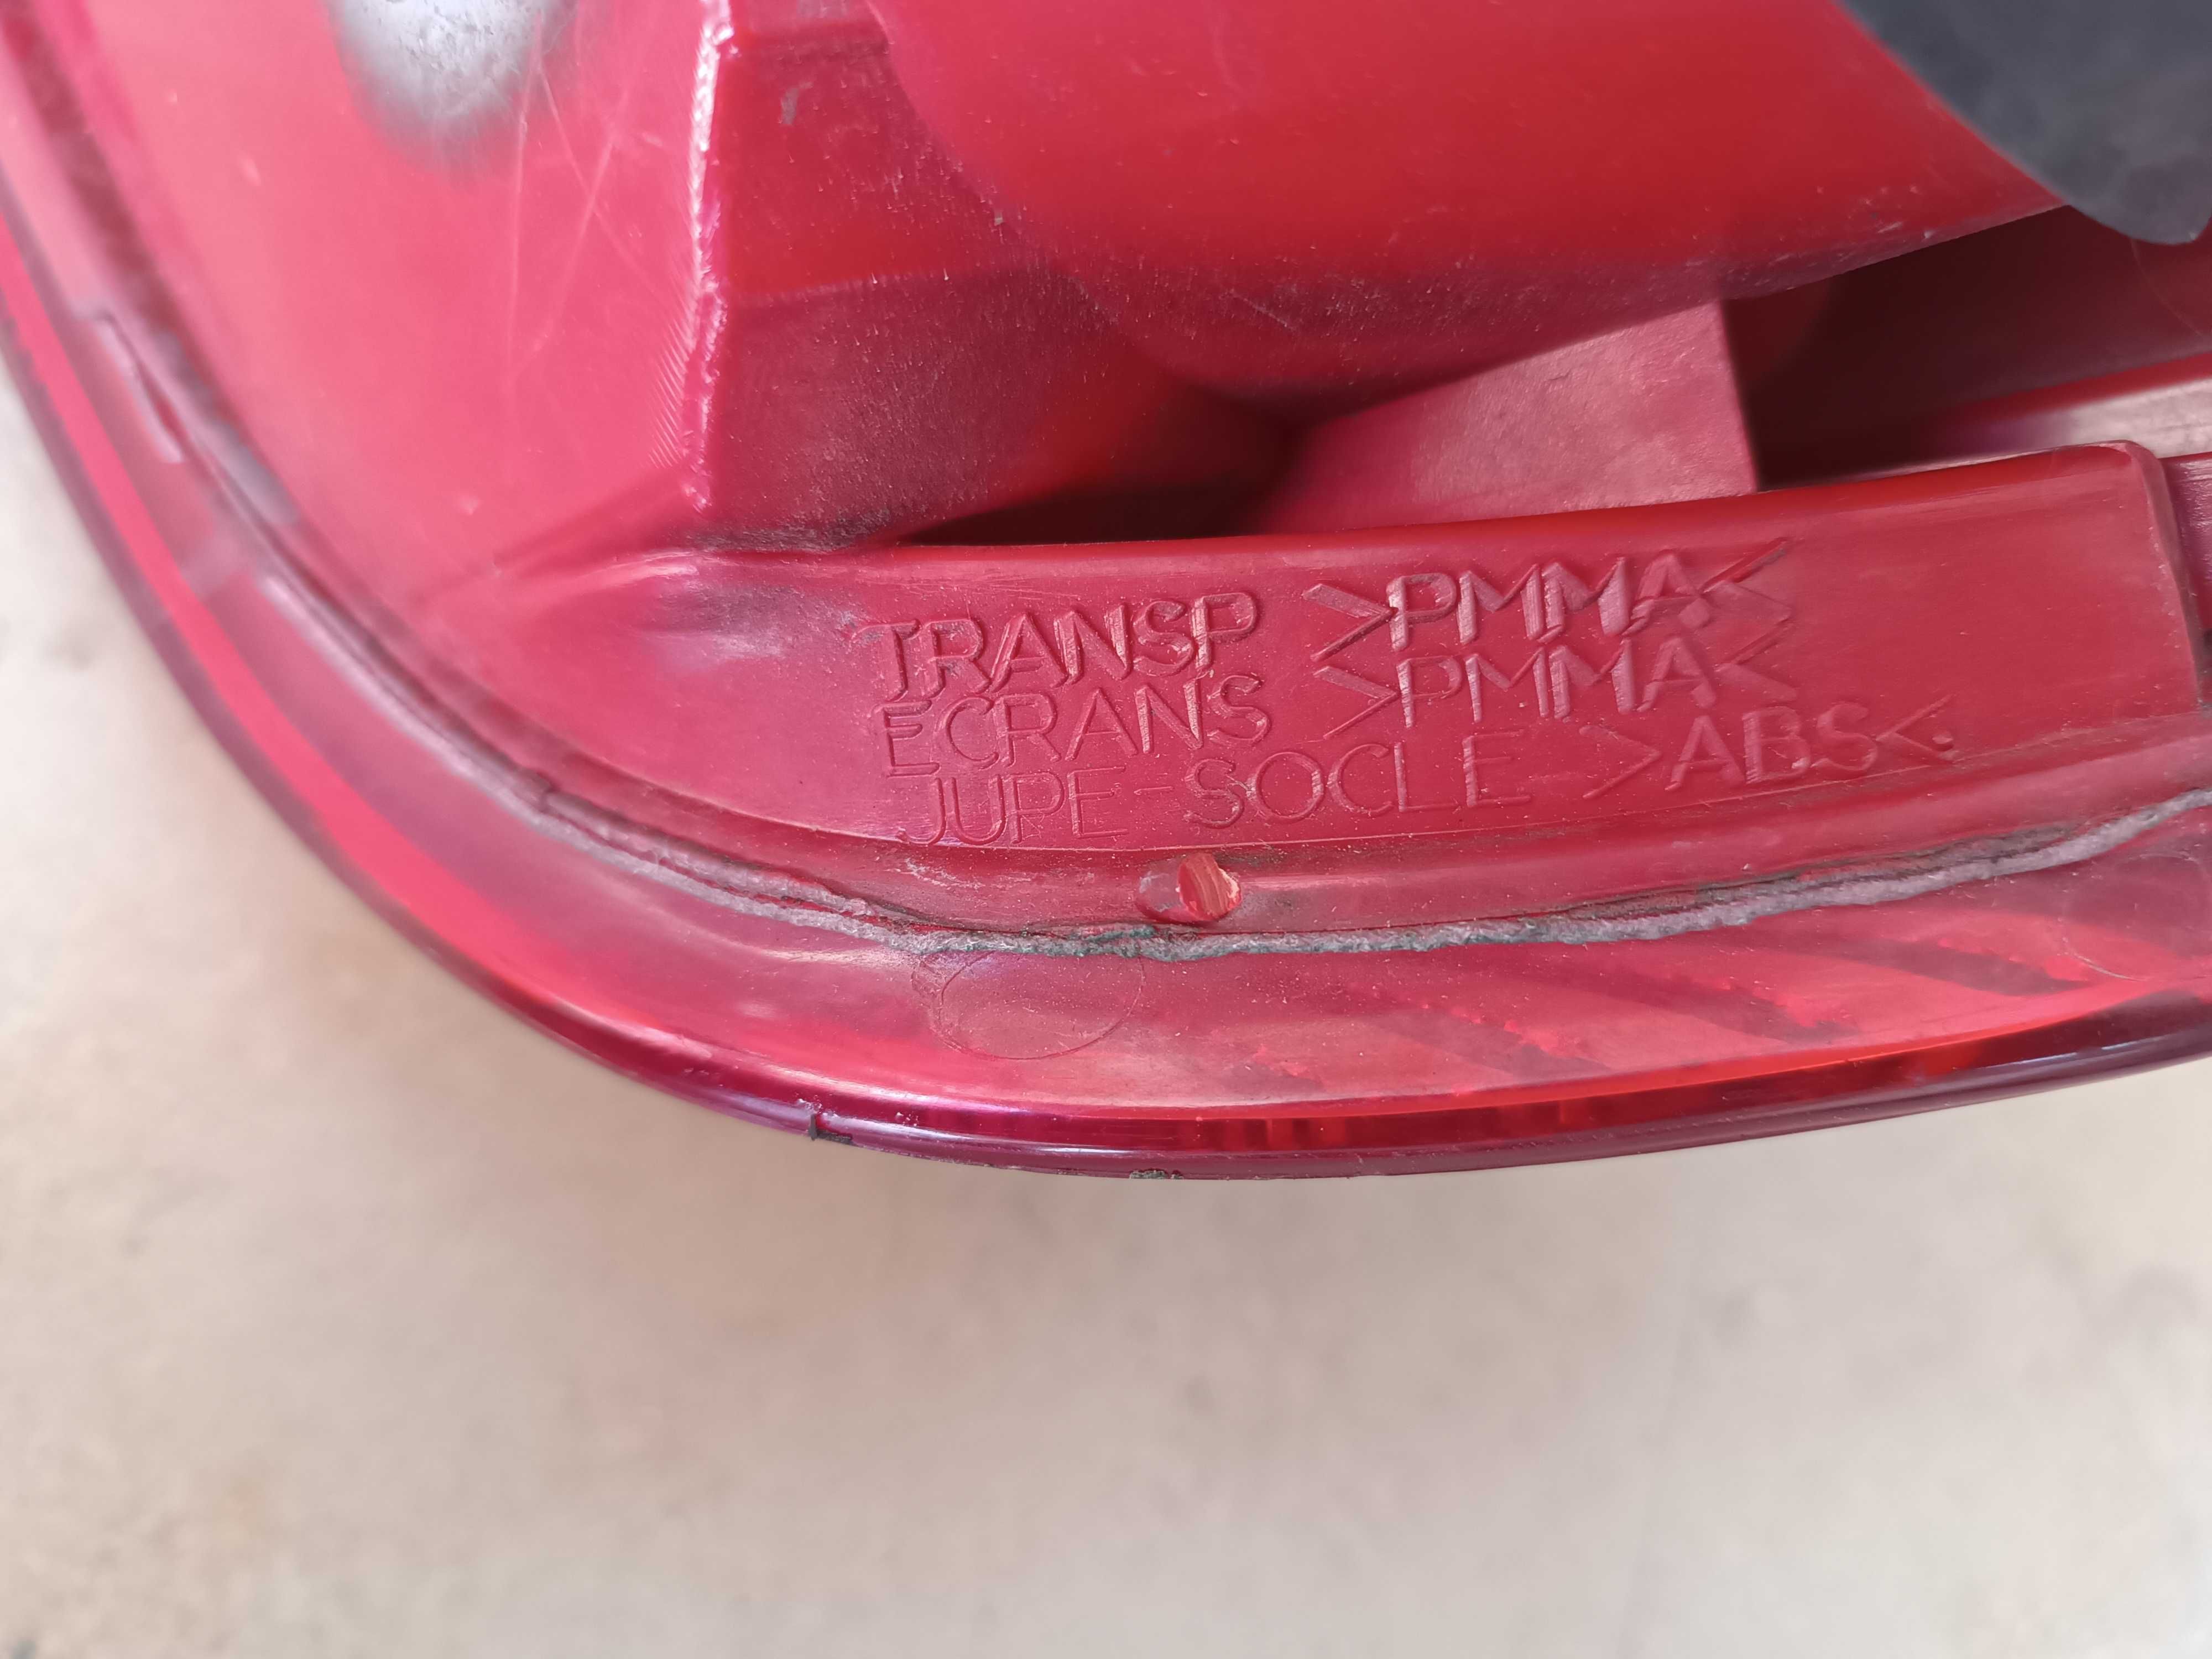 TRANSP >PMMA<
ECRANS >PMMA<
JUPE-SOCLE >ABS<